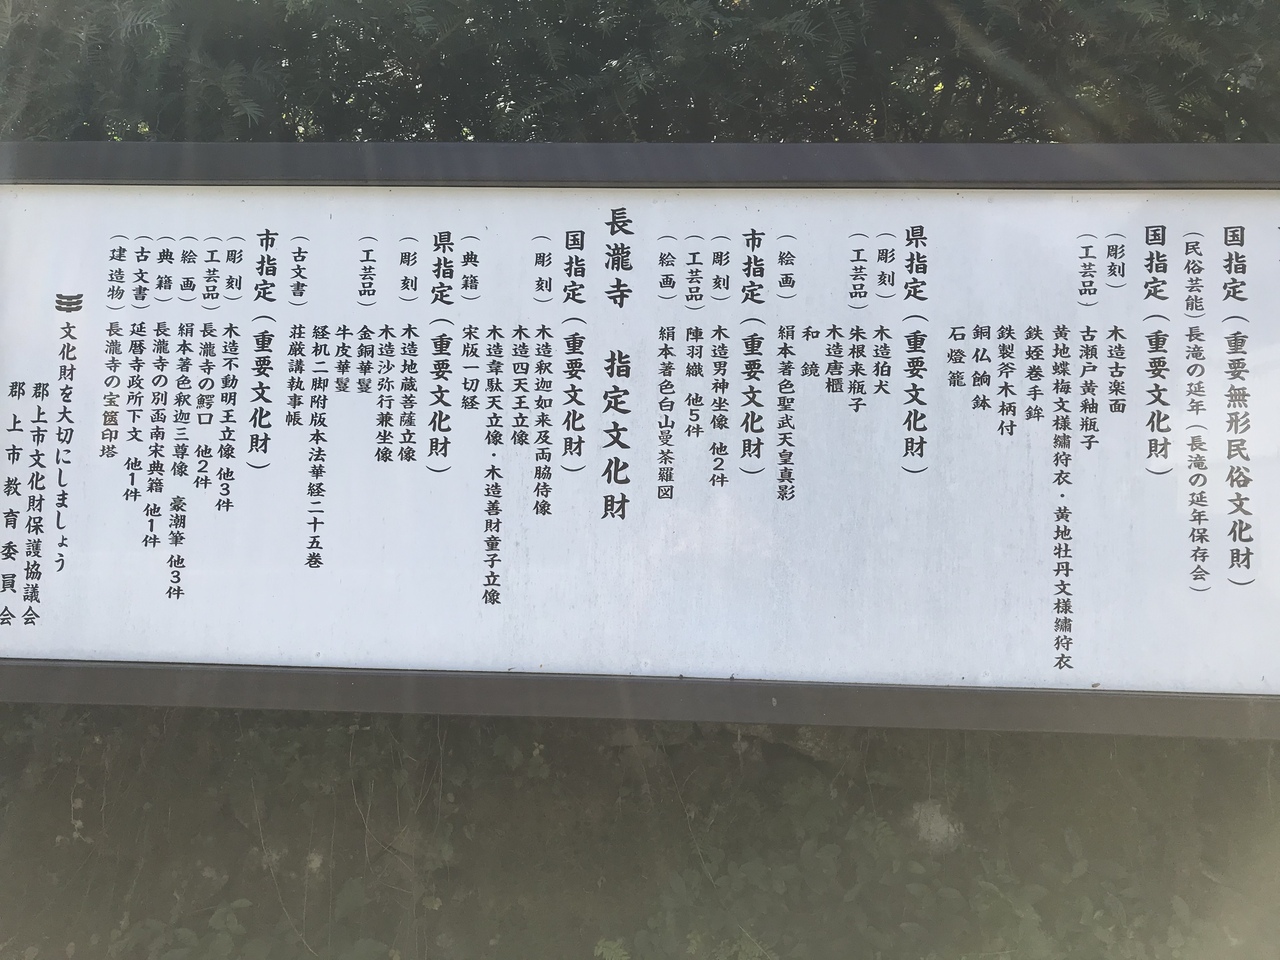 国指定（重要無形民俗文化財）
（民俗芸能）長滝の延年（長滝の延年保存会）
国指定（重要文化財）
（彫刻）木造古楽面
（工芸品）古瀬戸黄釉瓶子
黄地蝶梅文様繍狩衣・黄地牡丹文様繍狩衣
鉄蛭巻手鉾
鉄製斧木柄付
銅仏餉鉢
石燈籠
県指定（重要文化財）
（彫刻）木造狛犬
（工芸品）朱根来瓶子
木造唐櫃
和鏡
（絵画）絹本著色聖武天皇真影
市指定（重要文化財）
（彫刻）木造男神坐像 他2件
（工芸品）陣羽織 他5件
（絵画）絹本著色白山曼荼羅図
長瀧寺 指定文化財
国指定（重要文化財）
（彫刻）木造釈迦如来及両脇侍像
木造四天王立像
木造韋駄天立像・木造善財童子立像
（典籍）宋版一切経
県指定（重要文化財）
（彫刻）木造地蔵菩薩立像
木造沙弥行兼坐像
（工芸品）金銅華鬘
牛皮華鬘
経机二脚附版本法華経二十五巻
（古文書）荘厳講執事帳
市指定（重要文化財）
（彫刻）木造不動明王立像 他3件
（工芸品）長瀧寺の鰐口 他2件
（絵画）絹本著色釈迦三尊像 豪潮筆 他3件
（典籍）長瀧寺の別函南宋典籍 他1件
（古文書）延暦寺政所下文 他1件
（建造物）長瀧寺の宝篋印塔
文化財を大切にしましょう
郡上市文化財保護協議会
郡上市教育委員会